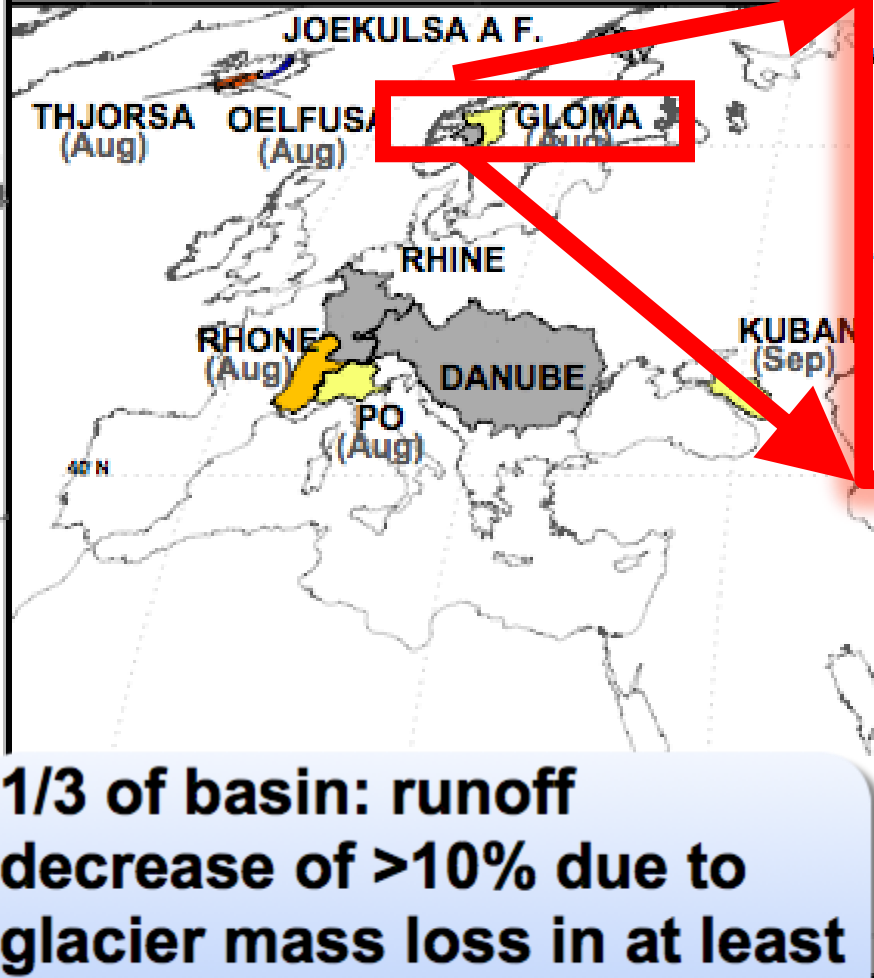 JOEKULSA A F.
THJORSA
(Aug)
OELFUSA
(Aug)
GLOMA
(Aug)
RHINE
RHONE
(Aug)
KUBAN
(Sep)
DANUBE
PO
(Aug)
40 N
1/3 of basin: runoff
decrease of >10% due to
glacier mass loss in at least